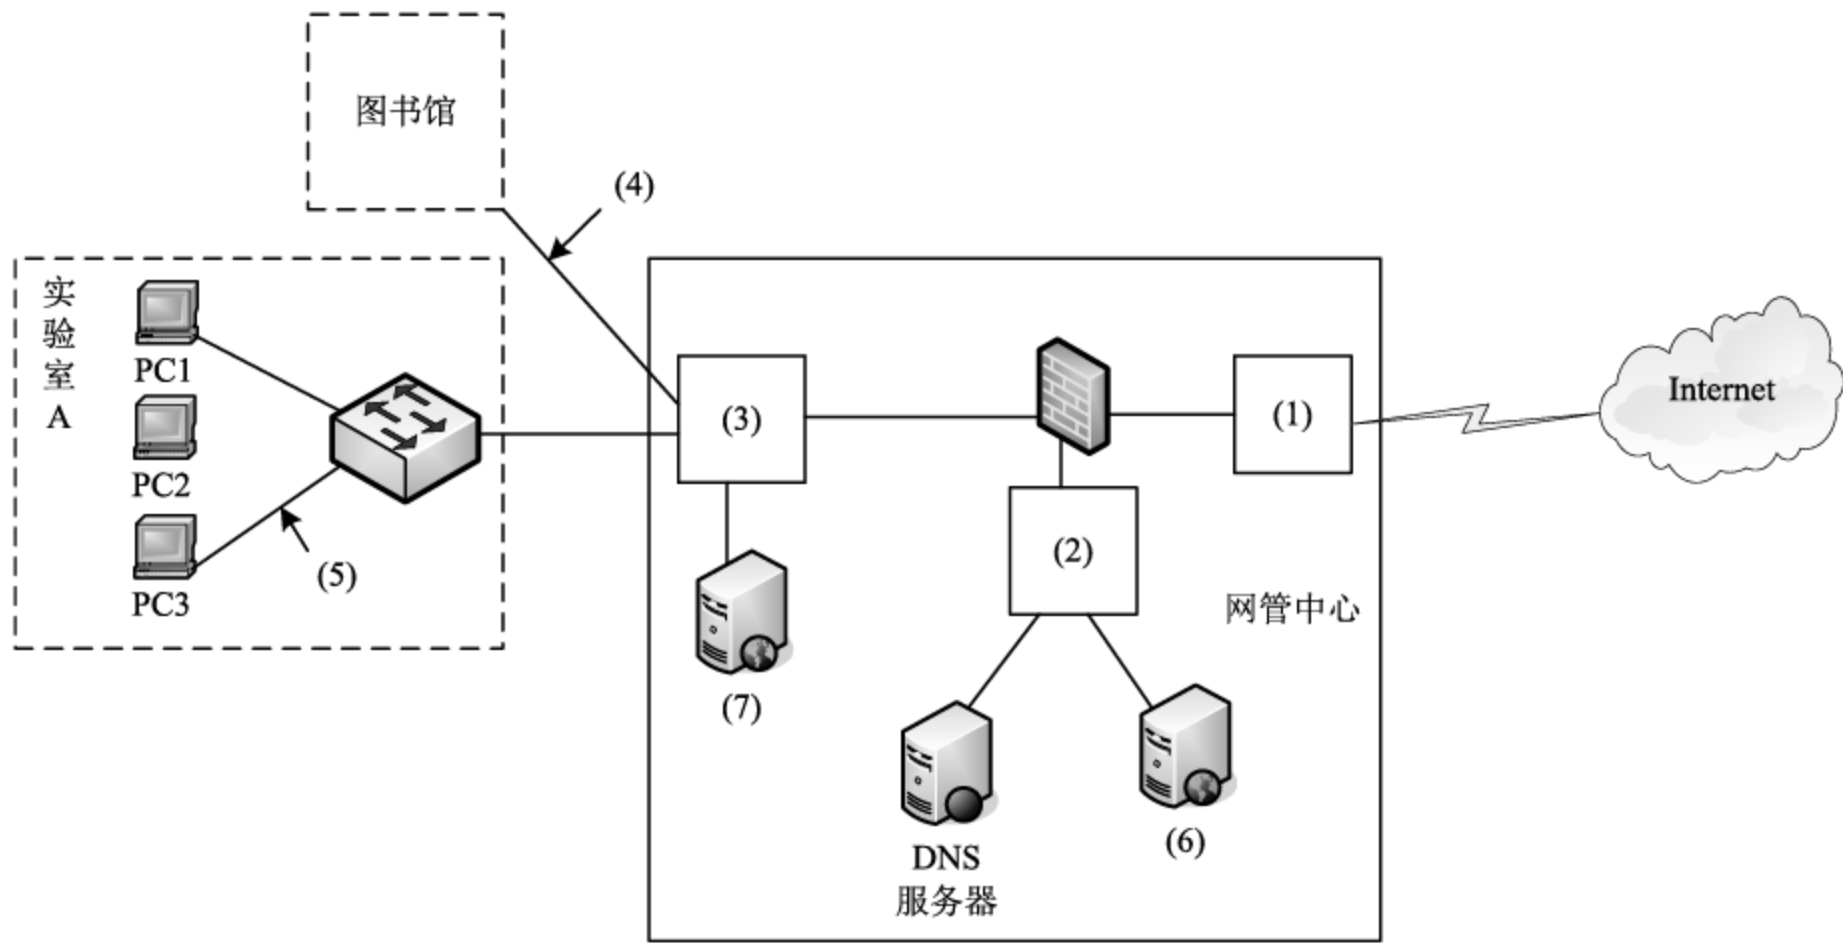 图书馆
(4)
实
验
室
A
PC1
PC2
PC3
(5)
(3)
(7)
(1)
(2)
网管中心
DNS
服务器
(6)
Internet